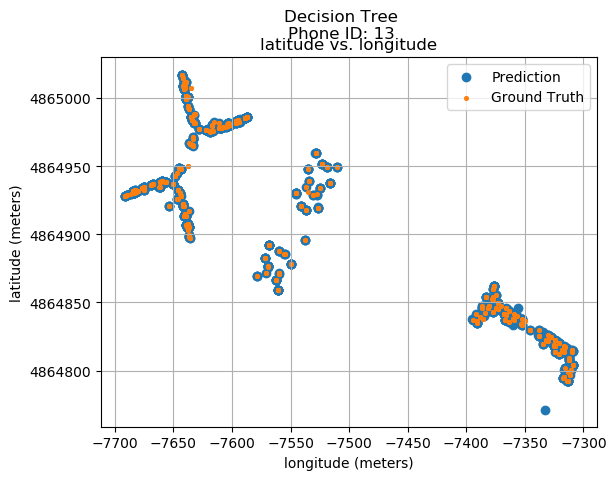 Decision Tree
Phone ID: 13
latitude vs. longitude
Prediction
Ground Truth
latitude (meters)
4865000
4864950
4864900
4864850
4864800
−7700 −7650 −7600 −7550 −7500 −7450 −7400 −7350 −7300
longitude (meters)